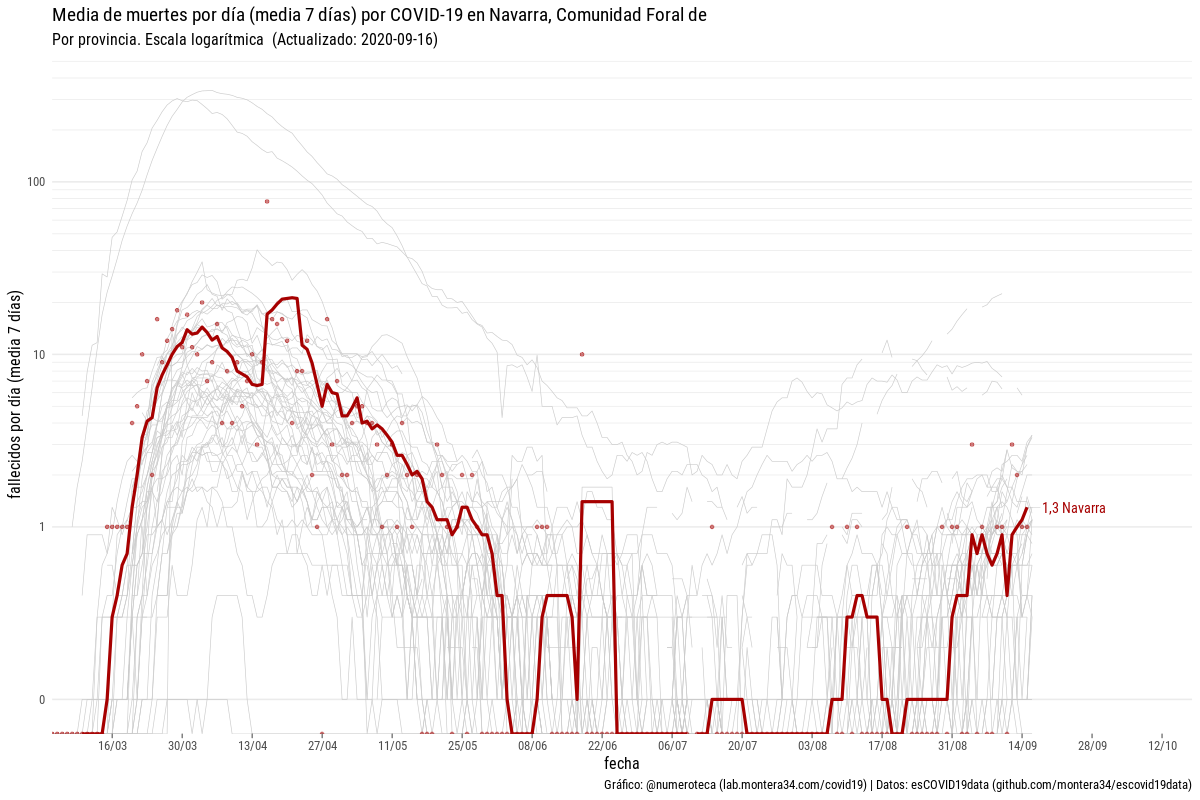 Media de muertes por día (media 7 días) por COVID-19 en Navarra, Comunidad Foral de
Por provincia. Escala logarítmica (Actualizado: 2020-09-16)
fallecidos por día (media 7 días)
100
10
1
0
1,3 Navarra
16/03 30/03 13/04 27/04 11/05 25/05 08/06 22/06 06/07 20/07 03/08 17/08 31/08 14/09 28/09 12/10
fecha
Gráfico: @numeroteca (lab.montera34.com/covid19) | Datos: esCOVID19data (github.com/montera34/escovid19data)